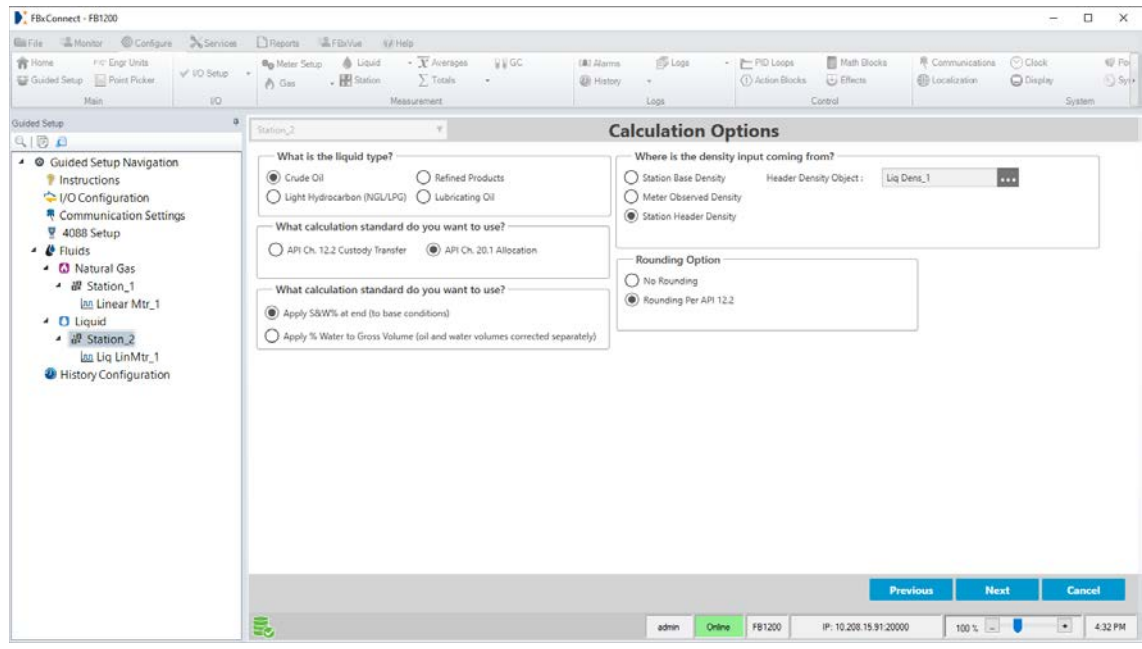 FBxConnect - FB1200
File Monitor Configure Services Reports FBxVue Help
Home Engr Units I/O Setup Meter Setup Liquid Averages GC Alarms Logs PID Loops Math Blocks Communications Clock
Guided Setup Point Picker Gas Station Totals History Action Blocks Effects Localization Display
Main I/O Measurement Logs Control System
Guided Setup
Guided Setup Navigation
Instructions
I/O Configuration
Communication Settings
4088 Setup
Fluids
Natural Gas
Station_1
Linear Mtr_1
Liquid
Station_2
Liq LinMtr_1
History Configuration
Station_2
Calculation Options
What is the liquid type?
Crude Oil Refined Products
Light Hydrocarbon (NGL/LPG) Lubricating Oil
What calculation standard do you want to use?
API Ch. 12.2 Custody Transfer API Ch. 20.1 Allocation
What calculation standard do you want to use?
Apply S&W% at end (to base conditions)
Apply % Water to Gross Volume (oil and water volumes corrected separately)
Where is the density input coming from?
Station Base Density Header Density Object : Liq Dens_1 ...
Meter Observed Density
Station Header Density
Rounding Option
No Rounding
Rounding Per API 12.2
Previous Next Cancel
admin Online FB1200 IP: 10.208.15.91:20000 100 % - + 4:32 PM